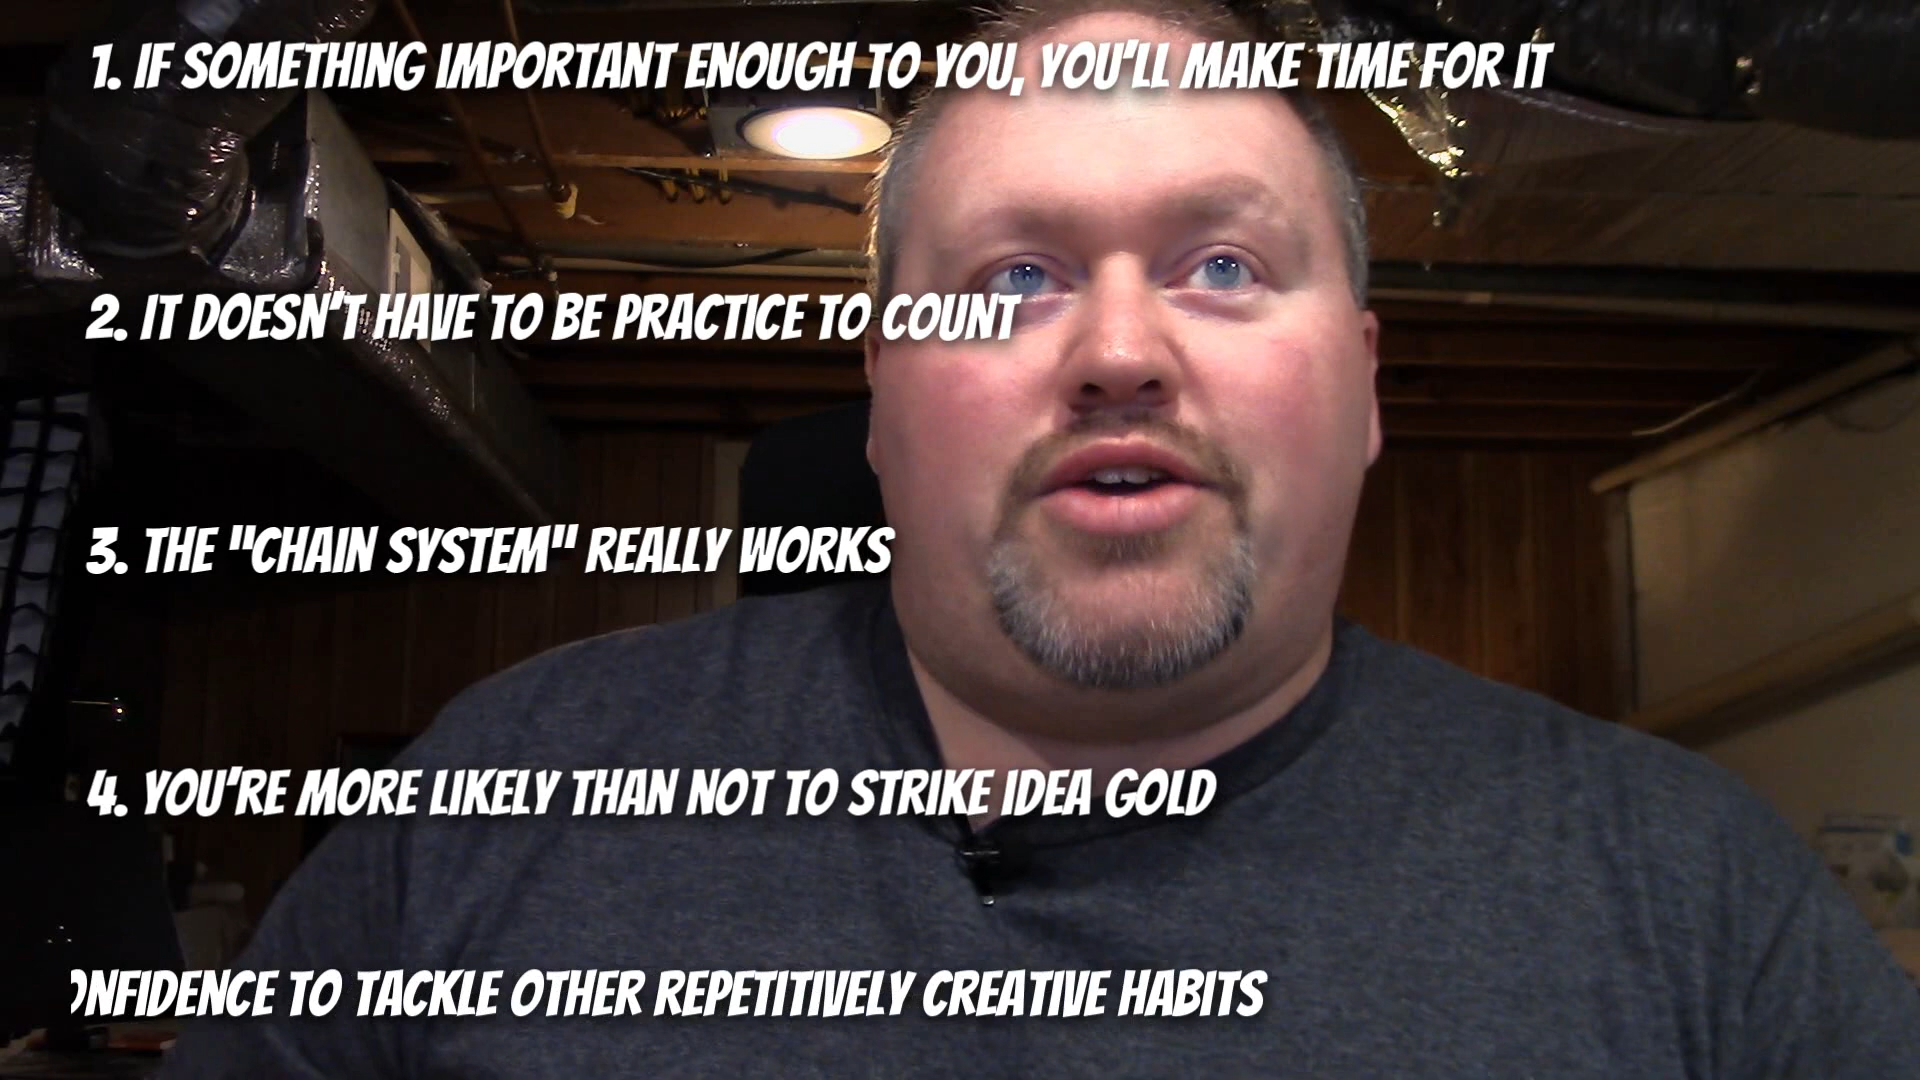 1. IF SOMETHING IMPORTANT ENOUGH TO YOU, YOU'LL MAKE TIME FOR IT
2. IT DOESN'T HAVE TO BE PRACTICE TO COUNT
3. THE "CHAIN SYSTEM" REALLY WORKS
4. YOU'RE MORE LIKELY THAN NOT TO STRIKE IDEA GOLD
TO TACKLE OTHER REPETITIVELY CREATIVE HABITS